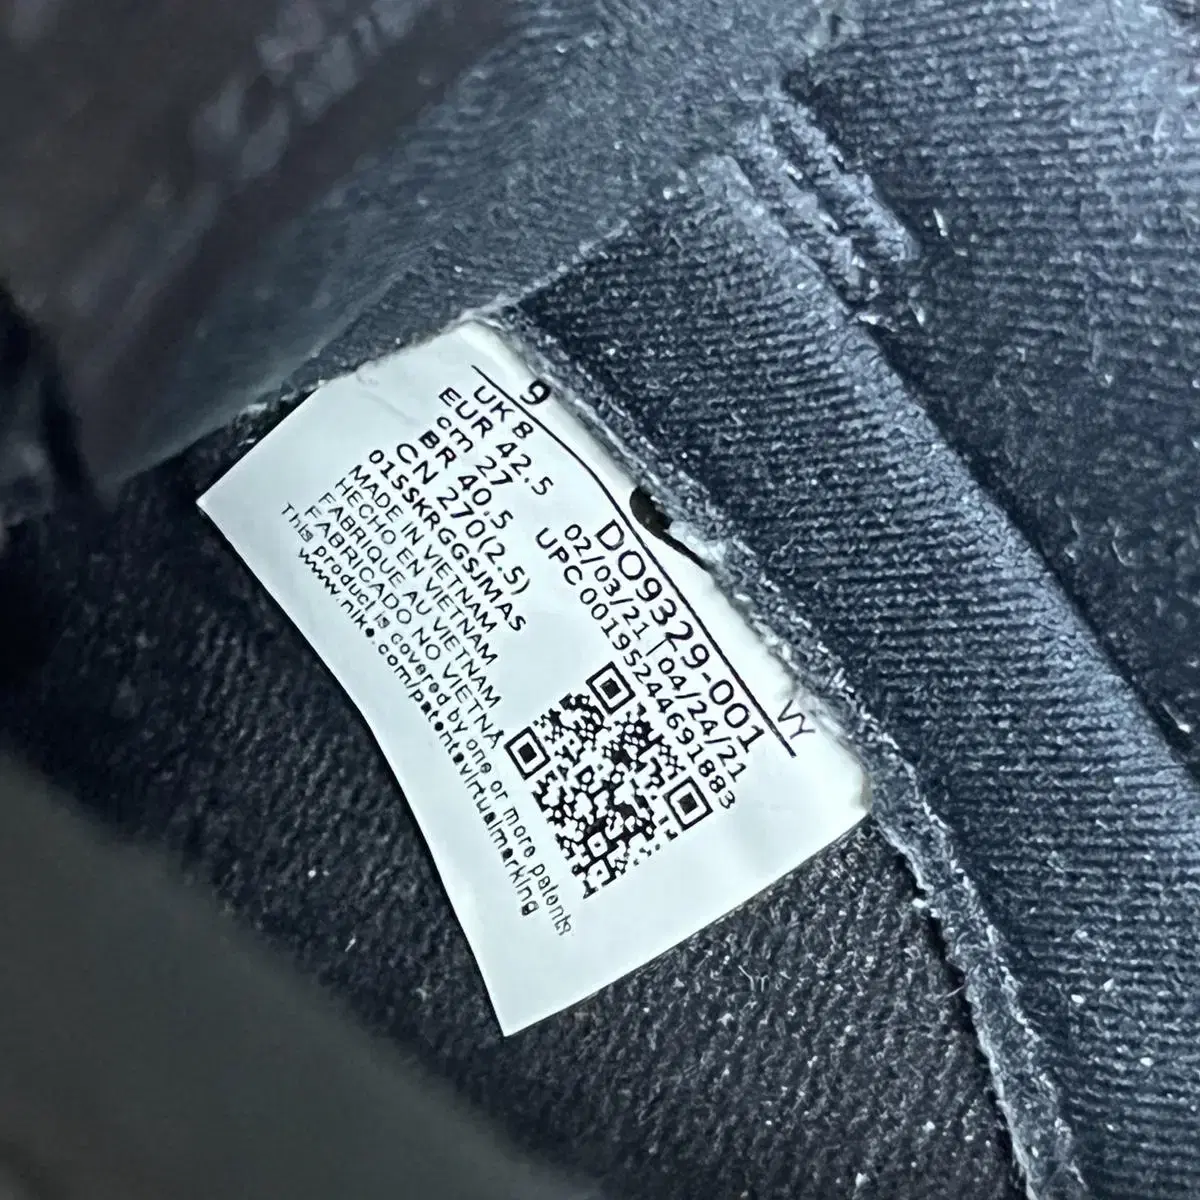 9
VY
UK 8
EUR 42.5
cm 27
BR 40.5
CN 270(2.5)
DO9329-001
02/03/21 | 04/24/21
UPC 00195244691883
01SSKRGGSJMAS
MADE IN VIETNAM
HECHO EN VIETNAM
FABRIQUE AU VIETNAM
FABRICADO NO VIETNÃ
This product is covered by one or more patents
www.nike.com/patentvirtualmarking